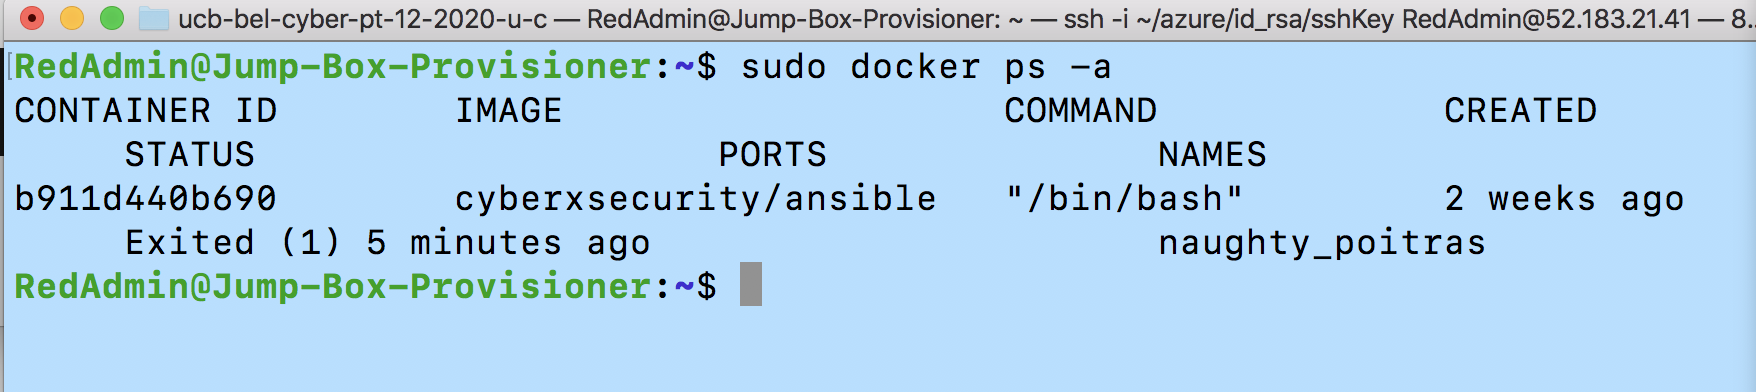 ucb-bel-cyber-pt-12-2020-u-c — RedAdmin@Jump-Box-Provisioner: ~ — ssh -i ~/azure/id_rsa/sshKey RedAdmin@52.183.21.41 — 8...
RedAdmin@Jump-Box-Provisioner:~$ sudo docker ps -a
CONTAINER ID        IMAGE                    COMMAND             CREATED
     STATUS                     PORTS               NAMES
b911d440b690        cyberxsecurity/ansible   "/bin/bash"         2 weeks ago
     Exited (1) 5 minutes ago                       naughty_poitras
RedAdmin@Jump-Box-Provisioner:~$